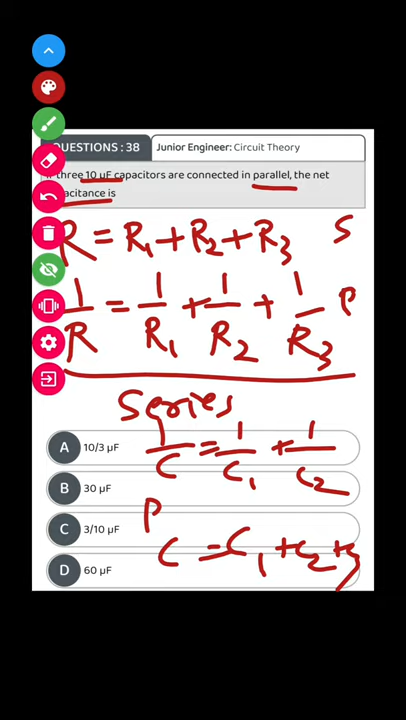 QUESTIONS : 38 Junior Engineer: Circuit Theory
three 10 µF capacitors are connected in parallel, the net
acitance is
R = R1 + R2 + R3 S
1/R = 1/R1 + 1/R2 + 1/R3 P
Series
A 10/3 µF
1/C = 1/C1 + 1/C2
B 30 µF
P
C 3/10 µF
C = C1 + C2 + 3
D 60 µF